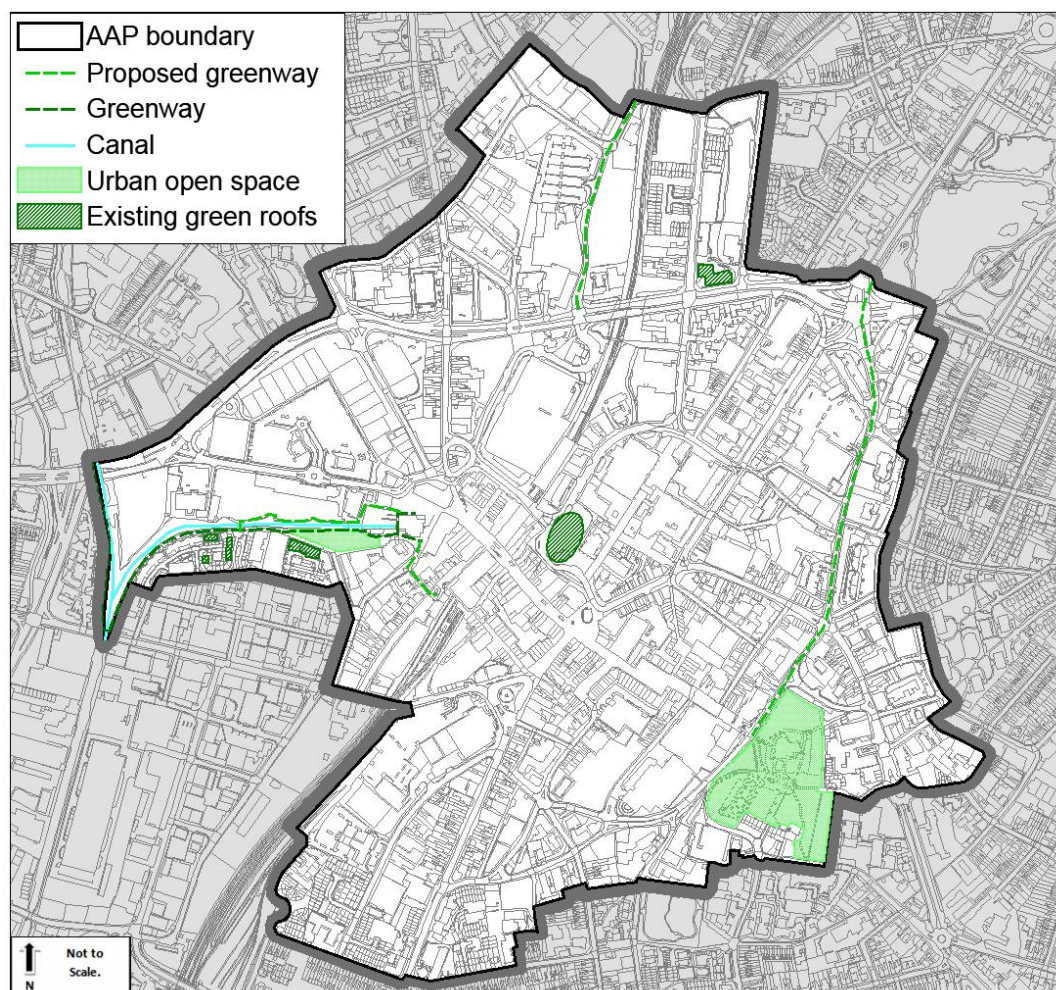 AAP boundary
Proposed greenway
Greenway
Canal
Urban open space
Existing green roofs
Not to
Scale.
N